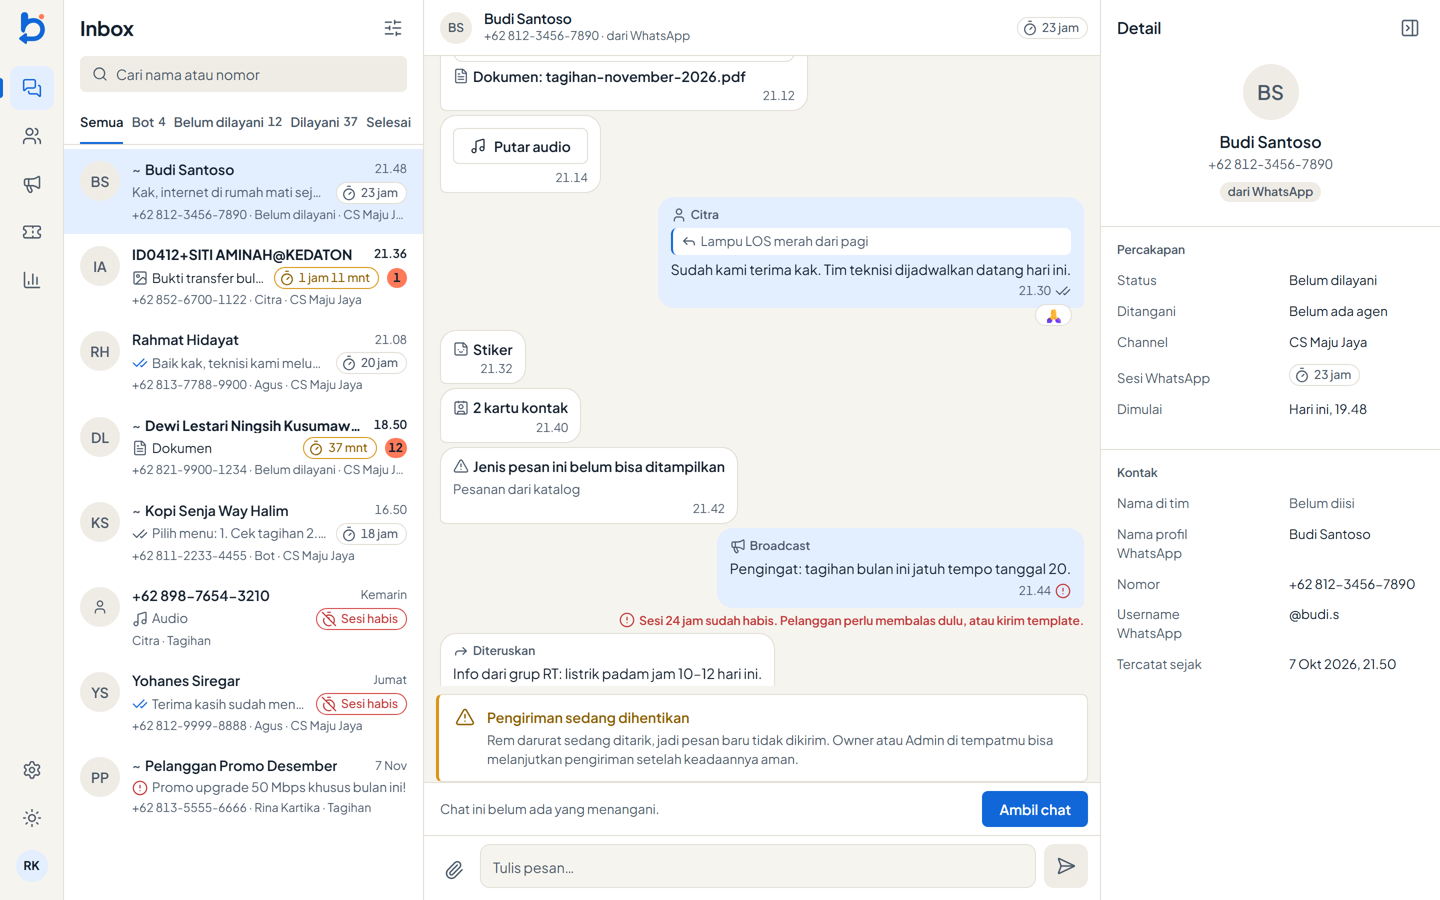 Inbox
Cari nama atau nomor
Semua Bot 4 Belum dilayani 12 Dilayani 37 Selesai
BS ~ Budi Santoso 21.48
Kak, internet di rumah mati sej... 23 jam
+62 812-3456-7890 · Belum dilayani · CS Maju J...
IA ID0412+SITI AMINAH@KEDATON 21.36
Bukti transfer bul... 1 jam 11 mnt 1
+62 852-6700-1122 · Citra · CS Maju Jaya
RH Rahmat Hidayat 21.08
Baik kak, teknisi kami melu... 20 jam
+62 813-7788-9900 · Agus · CS Maju Jaya
DL ~ Dewi Lestari Ningsih Kusumaw... 18.50
Dokumen 37 mnt 12
+62 821-9900-1234 · Belum dilayani · CS Maju J...
KS ~ Kopi Senja Way Halim 16.50
Pilih menu: 1. Cek tagihan 2.... 18 jam
+62 811-2233-4455 · Bot · CS Maju Jaya
+62 898-7654-3210 Kemarin
Audio Sesi habis
Citra · Tagihan
YS Yohanes Siregar Jumat
Terima kasih sudah men... Sesi habis
+62 812-9999-8888 · Agus · CS Maju Jaya
PP ~ Pelanggan Promo Desember 7 Nov
Promo upgrade 50 Mbps khusus bulan ini!
+62 813-5555-6666 · Rina Kartika · Tagihan
RK
BS Budi Santoso
+62 812-3456-7890 · dari WhatsApp
23 jam
Dokumen: tagihan-november-2026.pdf
21.12
Putar audio
21.14
Citra
Lampu LOS merah dari pagi
Sudah kami terima kak. Tim teknisi dijadwalkan datang hari ini.
21.30
Stiker
21.32
2 kartu kontak
21.40
Jenis pesan ini belum bisa ditampilkan
Pesanan dari katalog
21.42
Broadcast
Pengingat: tagihan bulan ini jatuh tempo tanggal 20.
21.44
Sesi 24 jam sudah habis. Pelanggan perlu membalas dulu, atau kirim template.
Diteruskan
Info dari grup RT: listrik padam jam 10–12 hari ini.
Pengiriman sedang dihentikan
Rem darurat sedang ditarik, jadi pesan baru tidak dikirim. Owner atau Admin di tempatmu bisa
melanjutkan pengiriman setelah keadaannya aman.
Chat ini belum ada yang menangani.
Ambil chat
Tulis pesan...
Detail
BS
Budi Santoso
+62 812-3456-7890
dari WhatsApp
Percakapan
Status Belum dilayani
Ditangani Belum ada agen
Channel CS Maju Jaya
Sesi WhatsApp 23 jam
Dimulai Hari ini, 19.48
Kontak
Nama di tim Belum diisi
Nama profil WhatsApp Budi Santoso
Nomor +62 812-3456-7890
Username WhatsApp @budi.s
Tercatat sejak 7 Okt 2026, 21.50